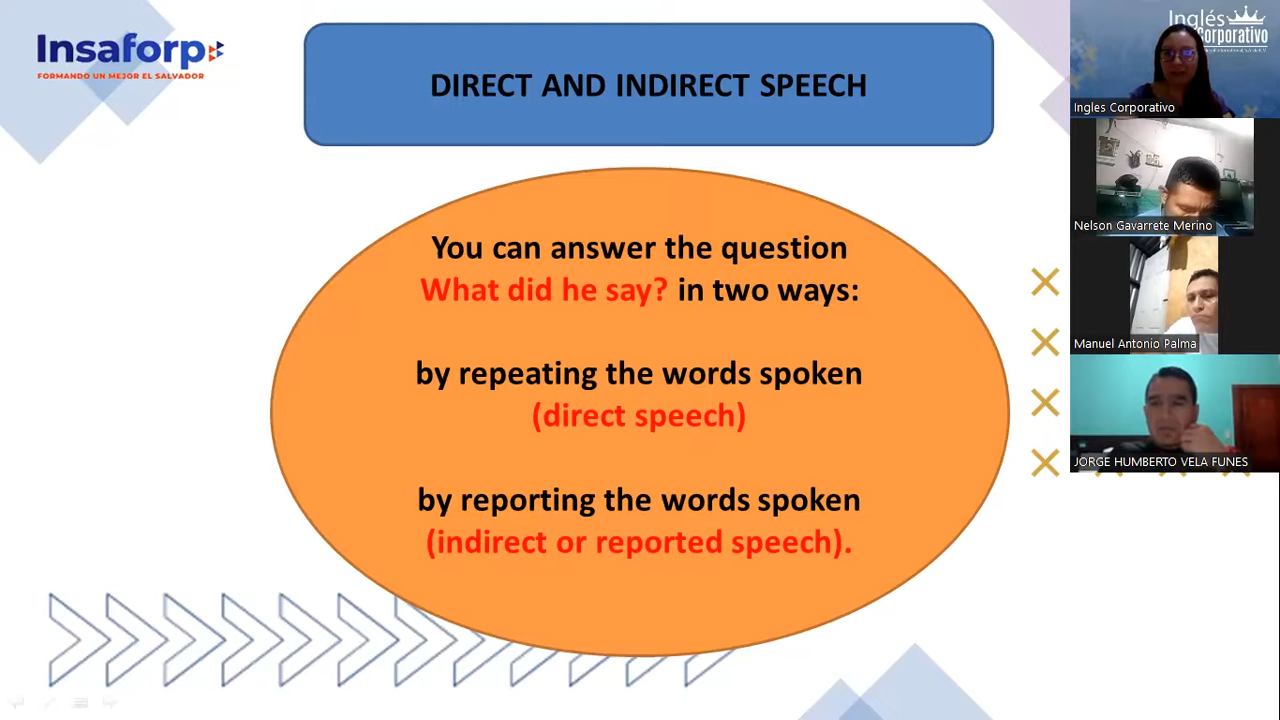 Insaforp
FORMANDO UN MEJOR EL SALVADOR
DIRECT AND INDIRECT SPEECH
You can answer the question
What did he say? in two ways:
by repeating the words spoken
(direct speech)
by reporting the words spoken
(indirect or reported speech).
Inglés
Corporativo
Ingles Corporativo
Nelson Gavarrete Merino
Manuel Antonio Palma
JORGE HUMBERTO VELA FUNES